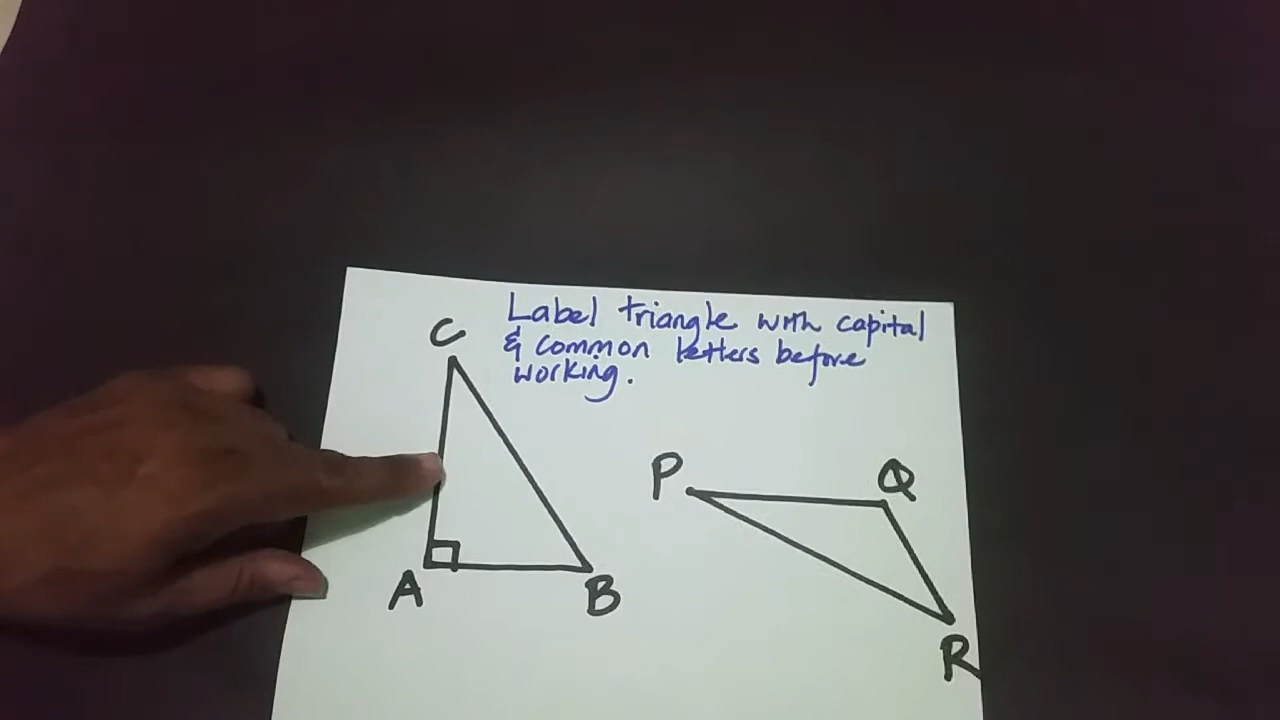 Label triangle with capital
& common letters before
working.
C
P
Q
A
B
R